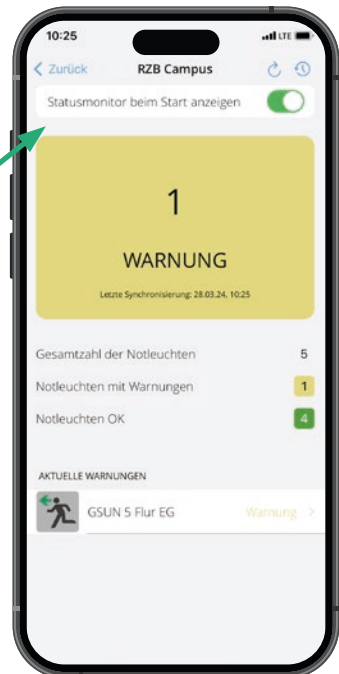 10:25
LTE
Zurück RZB Campus
Statusmonitor beim Start anzeigen
1
WARNUNG
Letzte Synchronisierung: 28.03.24, 10:25
Gesamtzahl der Notleuchten 5
Notleuchten mit Warnungen 1
Notleuchten OK 4
AKTUELLE WARNUNGEN
GSUN 5 Flur EG Warnung